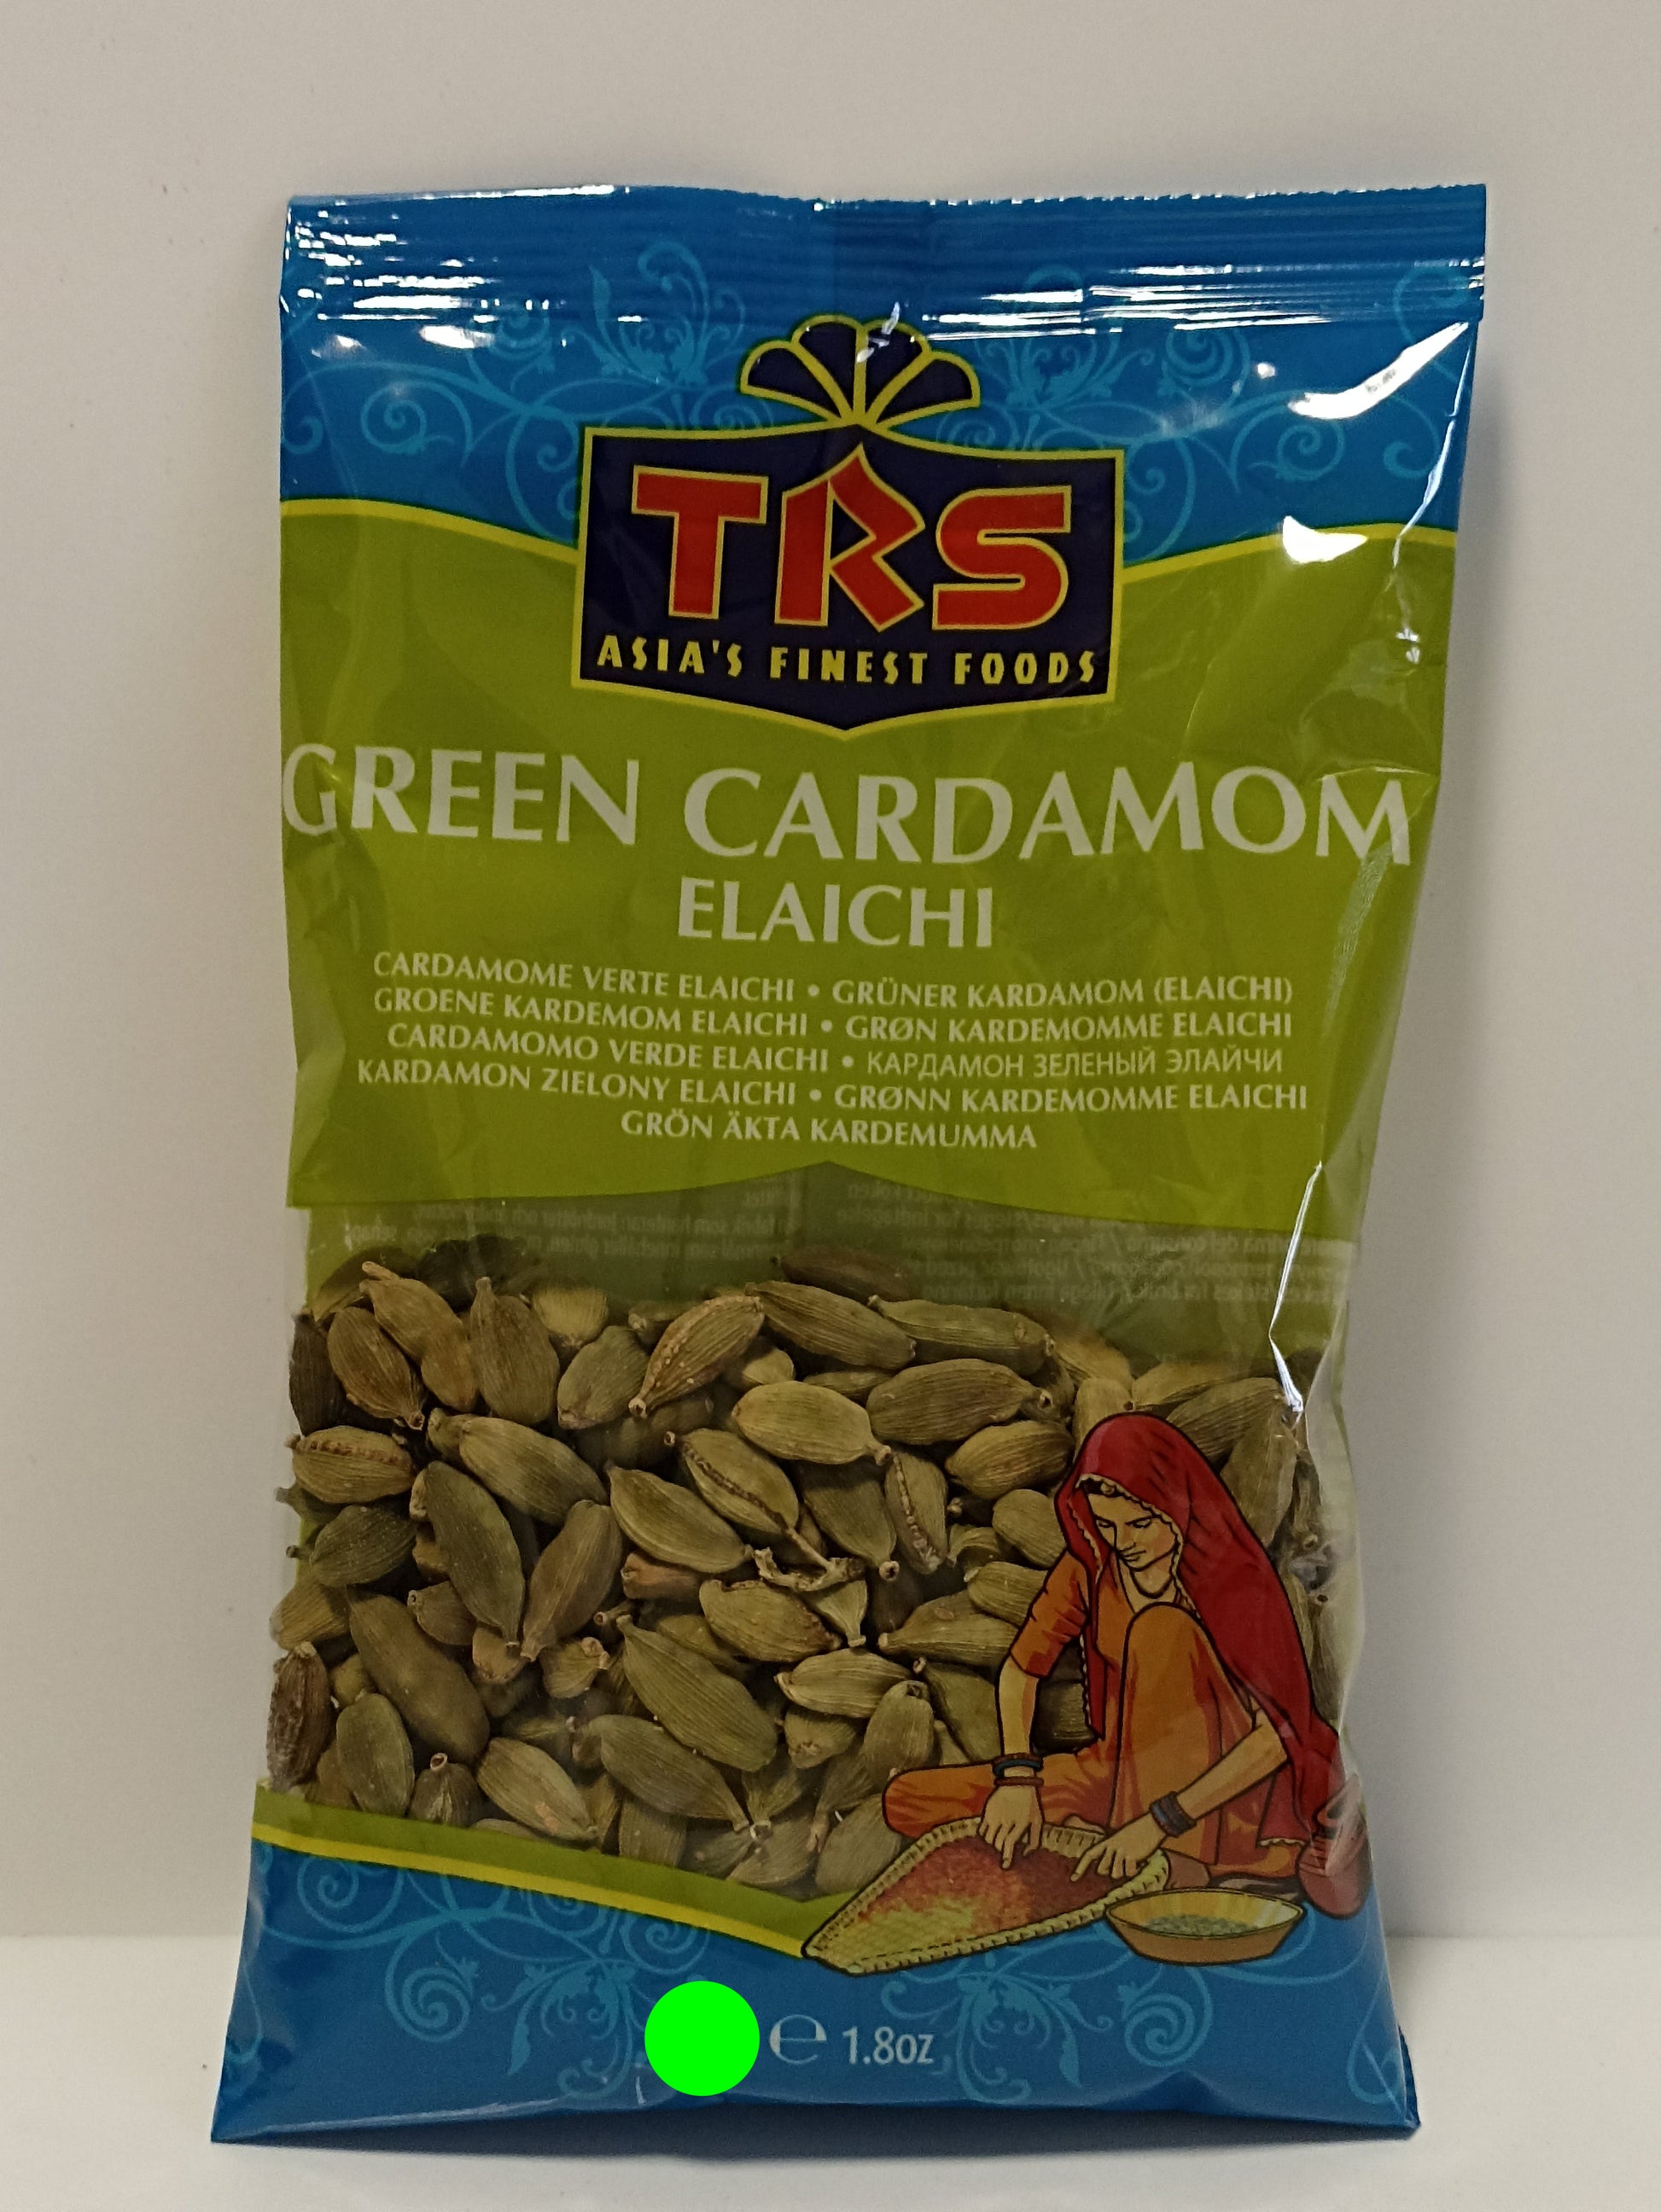 TRS
ASIA'S FINEST FOODS
GREEN CARDAMOM
ELAICHI
CARDAMOME VERTE ELAICHI • GRÜNER KARDAMOM (ELAICHI)
GROENE KARDEMOM ELAICHI • GRØN KARDEMOMME ELAICHI
CARDAMOMO VERDE ELAICHI • КАРДАМОН ЗЕЛЕНЫЙ ЭЛАЙЧИ
KARDAMON ZIELONY ELAICHI • GRØNN KARDEMOMME ELAICHI
GRÖN ÄKTA KARDEMUMMA
℮ 1.8oz